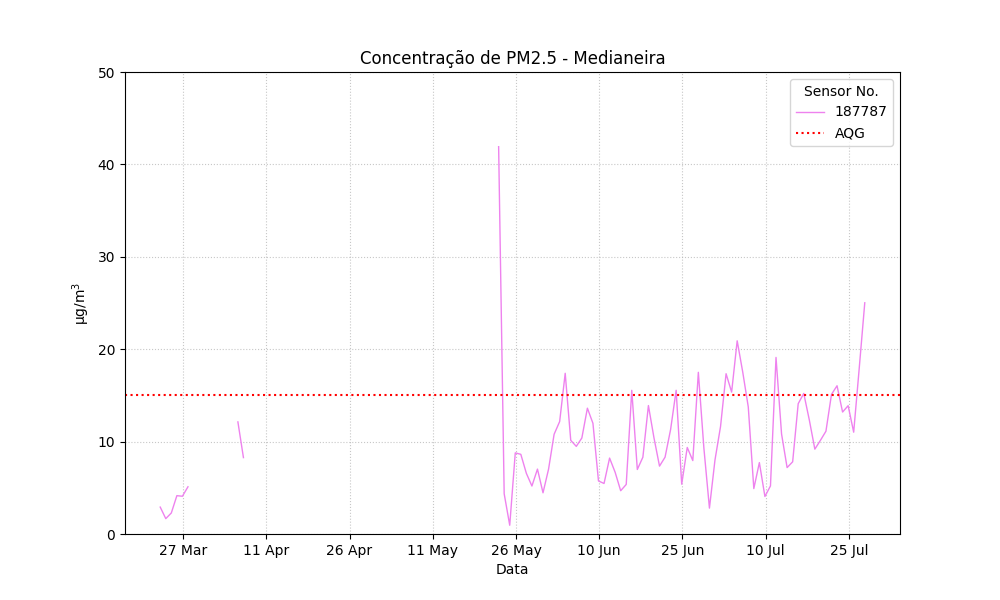 Concentração de PM2.5 - Medianeira
Sensor No.
187787
AQG
50
40
30
20
10
0
µg/m³
27 Mar 11 Apr 26 Apr 11 May 26 May 10 Jun 25 Jun 10 Jul 25 Jul
Data